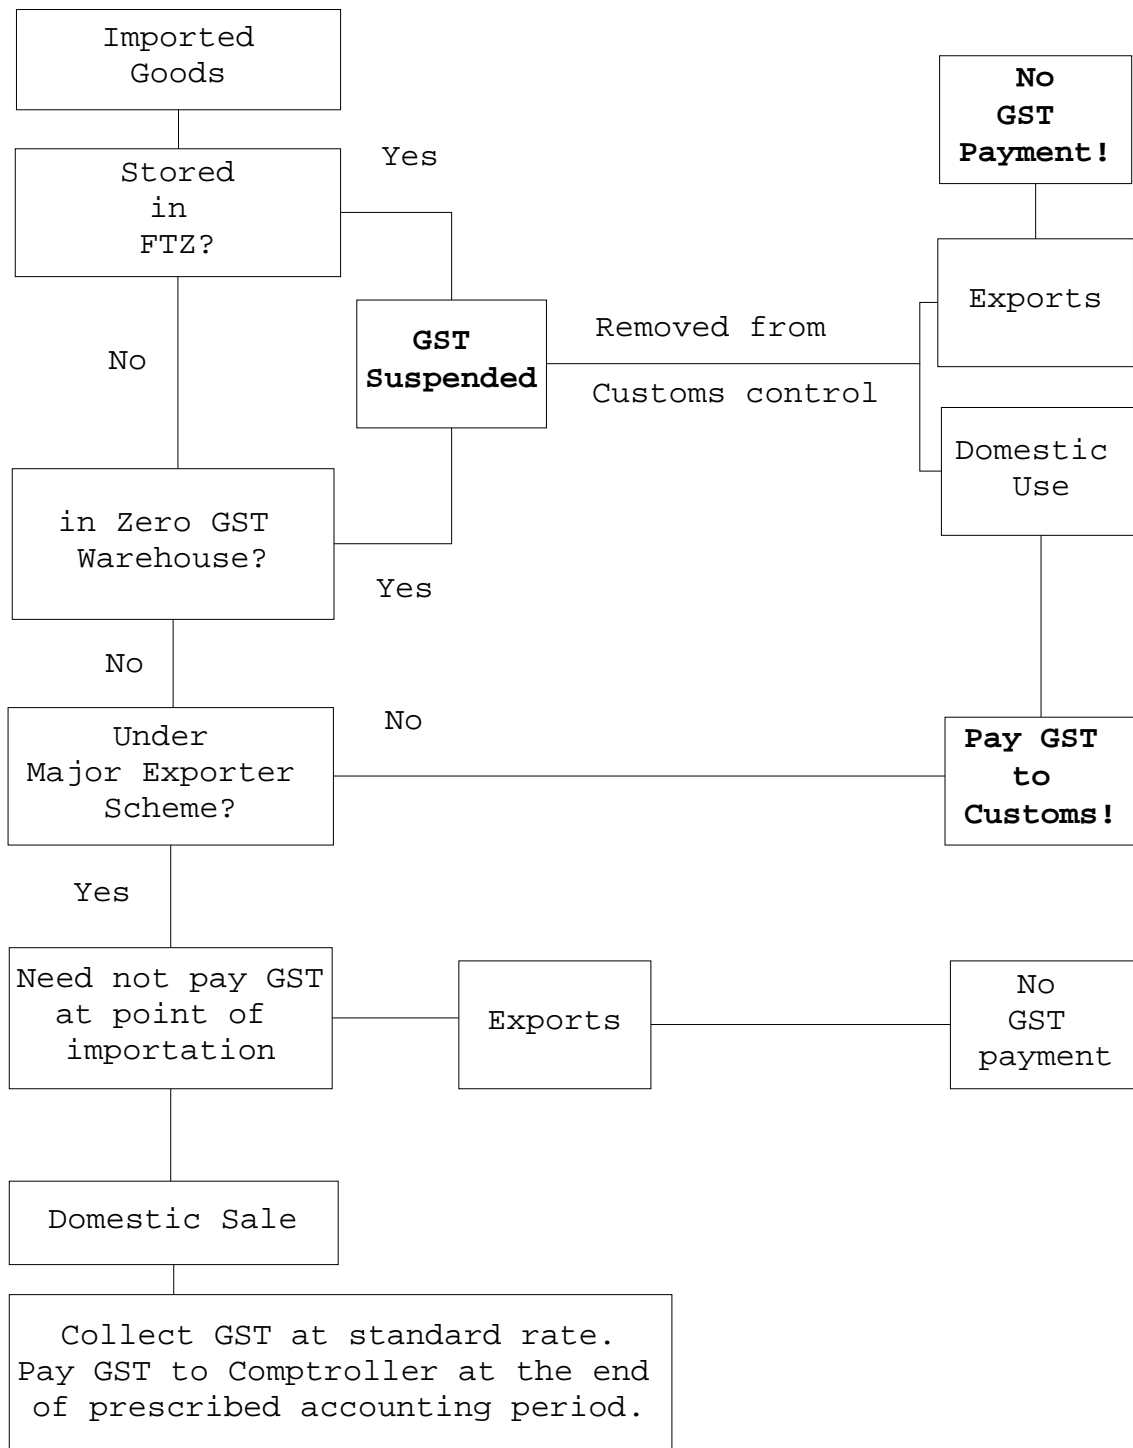 Imported
Goods
No
GST
Payment!
Yes
Stored
in
FTZ?
Exports
Removed from
GST
Suspended
No
Customs control
Domestic
Use
in Zero GST
Warehouse?
Yes
No
No
Under
Major Exporter
Scheme?
Pay GST
to
Customs!
Yes
Need not pay GST
at point of
importation
Exports
No
GST
payment
Domestic Sale
Collect GST at standard rate.
Pay GST to Comptroller at the end
of prescribed accounting period.